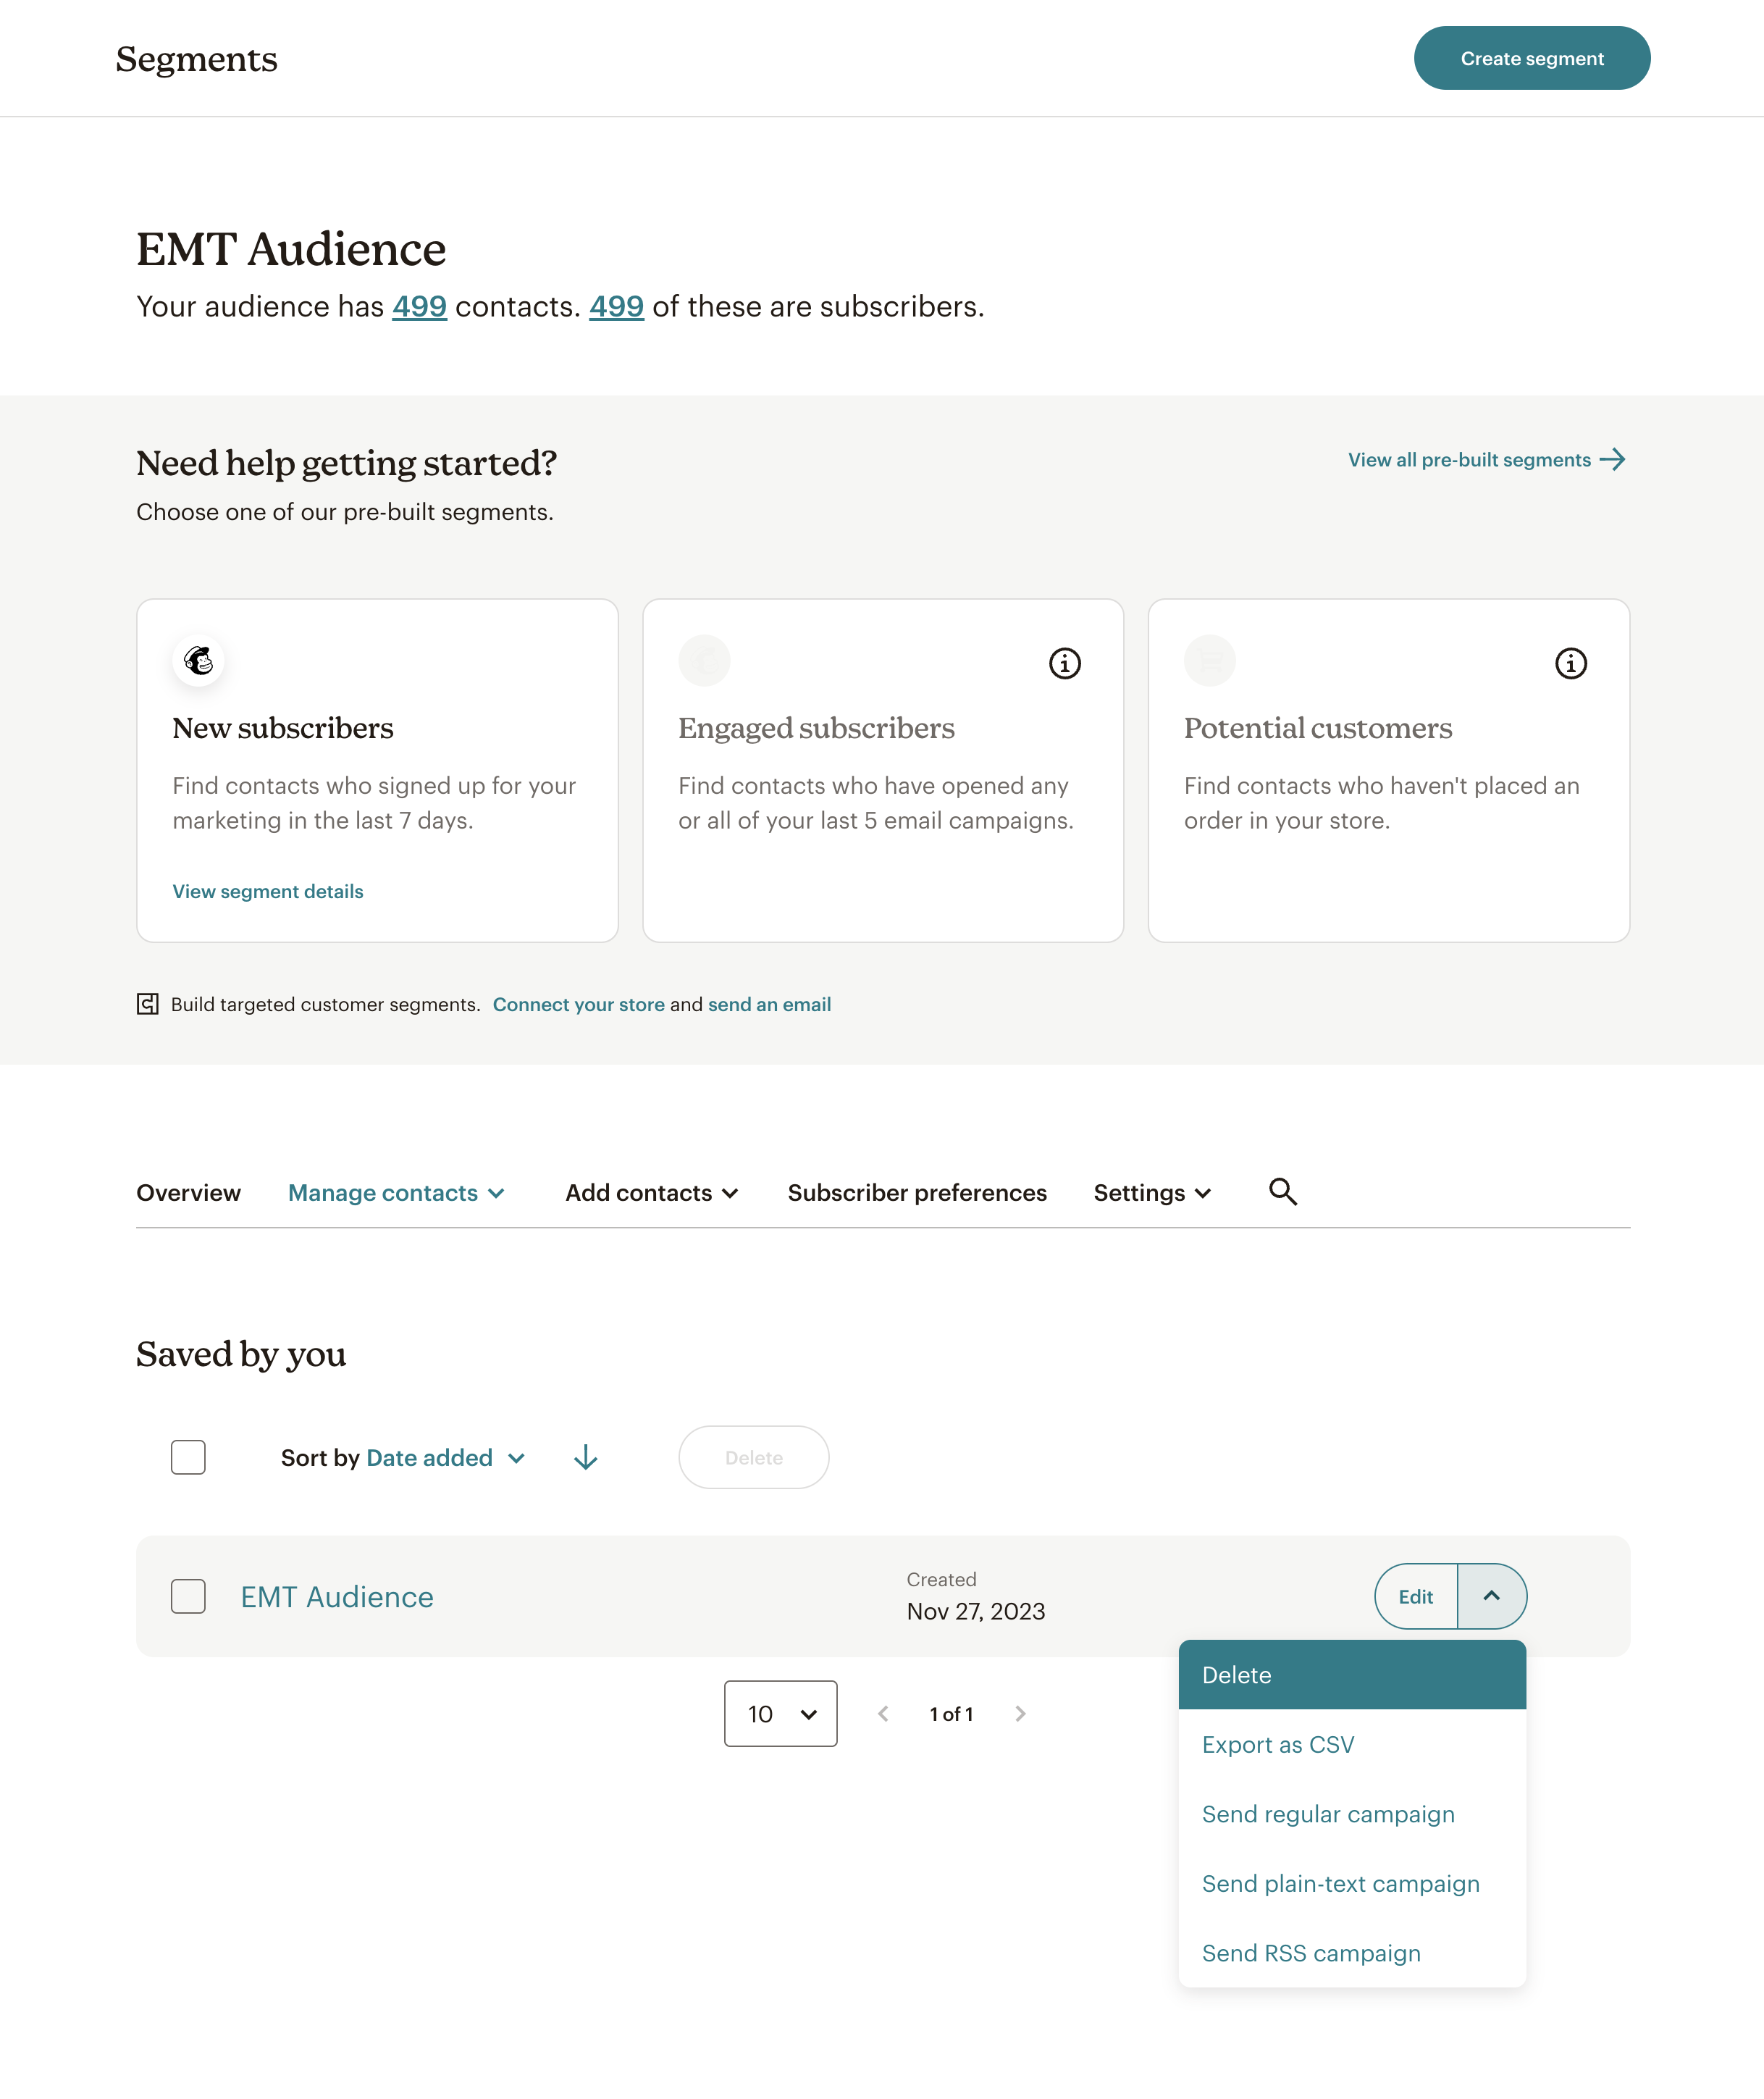 Segments
Create segment
EMT Audience
Your audience has 499 contacts. 499 of these are subscribers.
Need help getting started?
View all pre-built segments
Choose one of our pre-built segments.
New subscribers
Find contacts who signed up for your
marketing in the last 7 days.
View segment details
Engaged subscribers
Find contacts who have opened any
or all of your last 5 email campaigns.
Potential customers
Find contacts who haven't placed an
order in your store.
Build targeted customer segments. Connect your store and send an email
Overview Manage contacts Add contacts Subscriber preferences Settings
Saved by you
Sort by Date added Delete
EMT Audience
Created
Nov 27, 2023
Edit
10 1 of 1
Delete
Export as CSV
Send regular campaign
Send plain-text campaign
Send RSS campaign